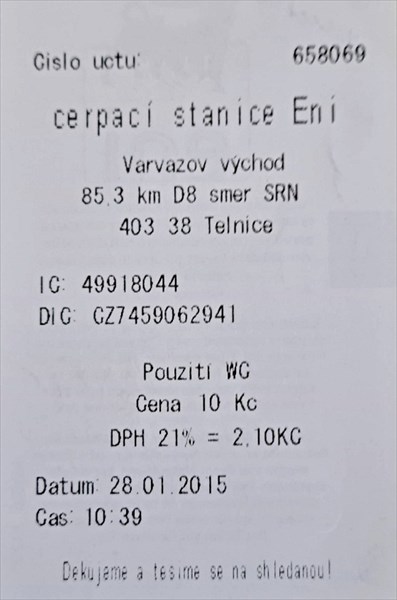 Cislo uctu: 658069
cerpací stanice Eni
Varvazov východ
85.3 km D8 smer SRN
403 38 Telnice
IC: 49918044
DIC: CZ7459062941
Pouzití WC
Cena 10 Kc
DPH 21% = 2.10KC
Datum: 28.01.2015
Cas: 10:39
Dekujeme a tesime se na shledanou!